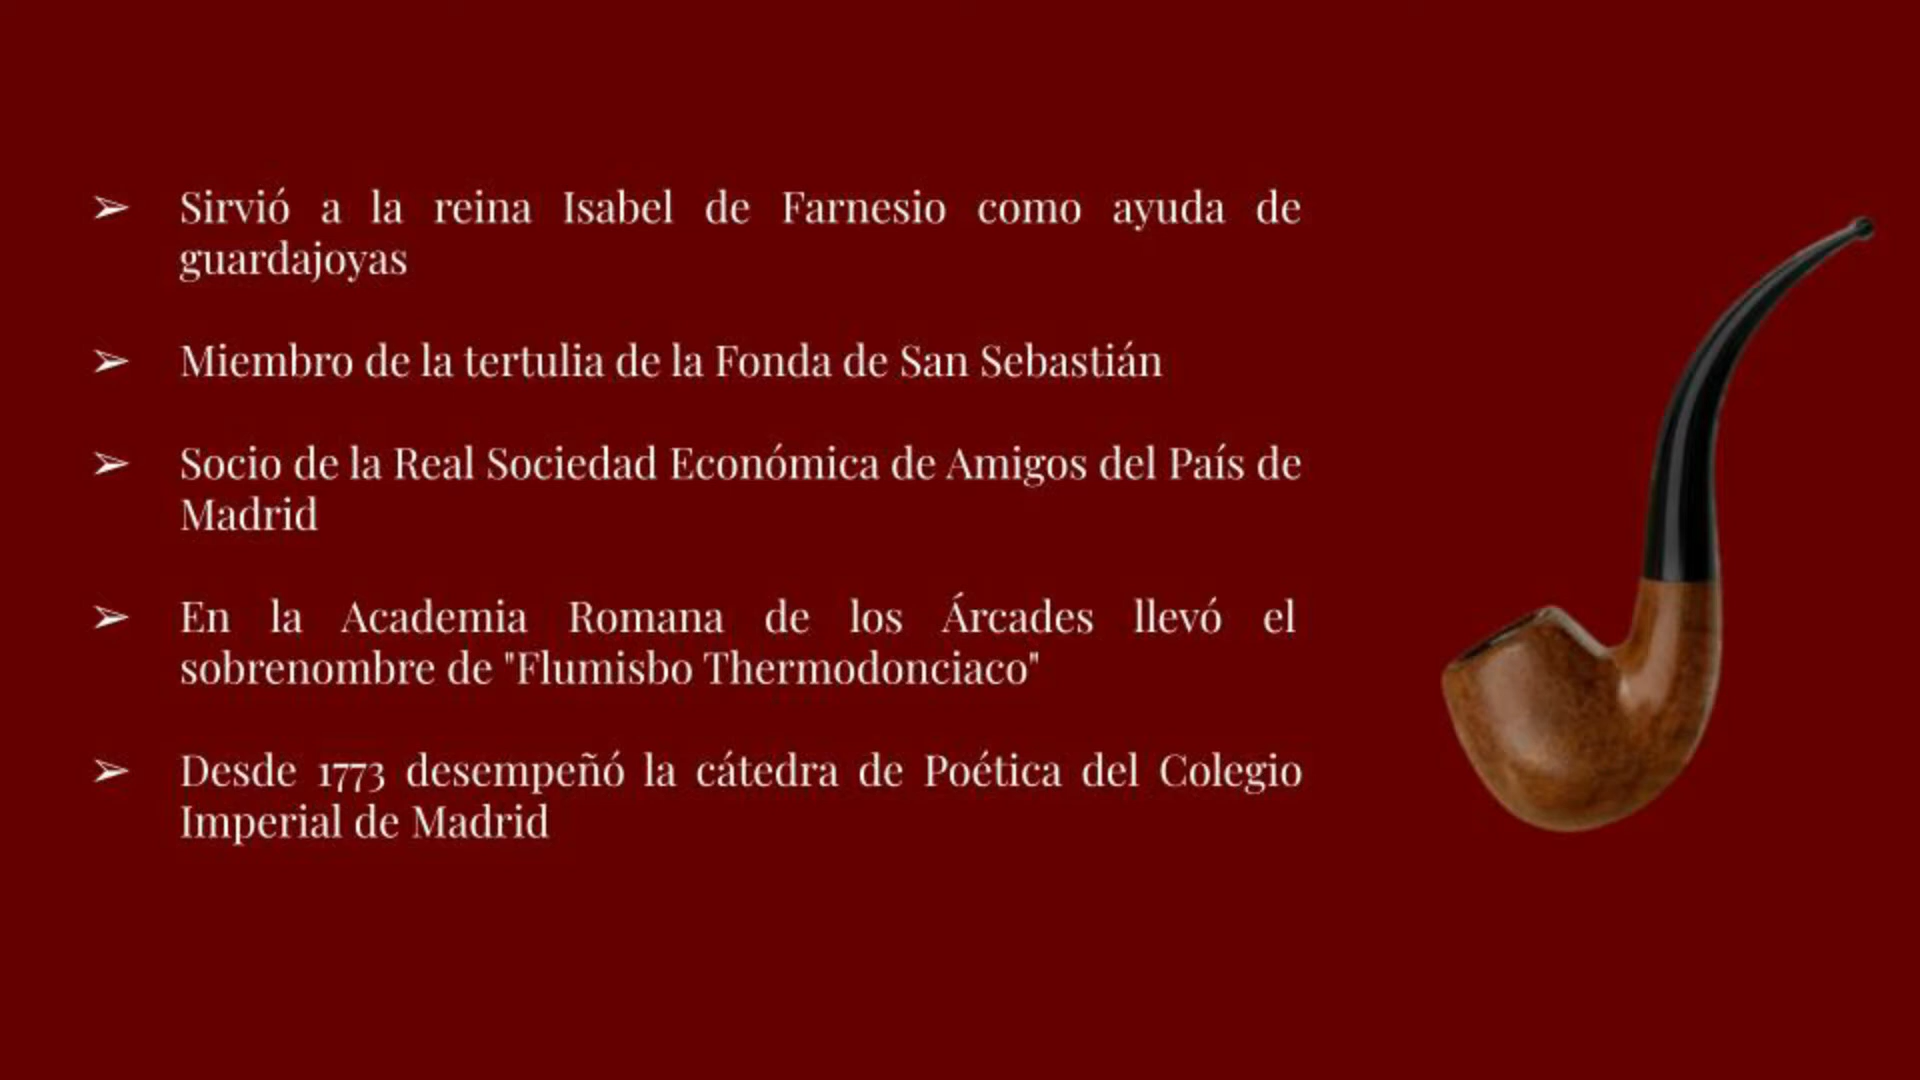 ➢ Sirvió a la reina Isabel de Farnesio como ayuda de
guardajoyas
➢ Miembro de la tertulia de la Fonda de San Sebastián
➢ Socio de la Real Sociedad Económica de Amigos del País de
Madrid
➢ En la Academia Romana de los Árcades llevó el
sobrenombre de "Flumisbo Thermodonciaco"
➢ Desde 1773 desempeñó la cátedra de Poética del Colegio
Imperial de Madrid